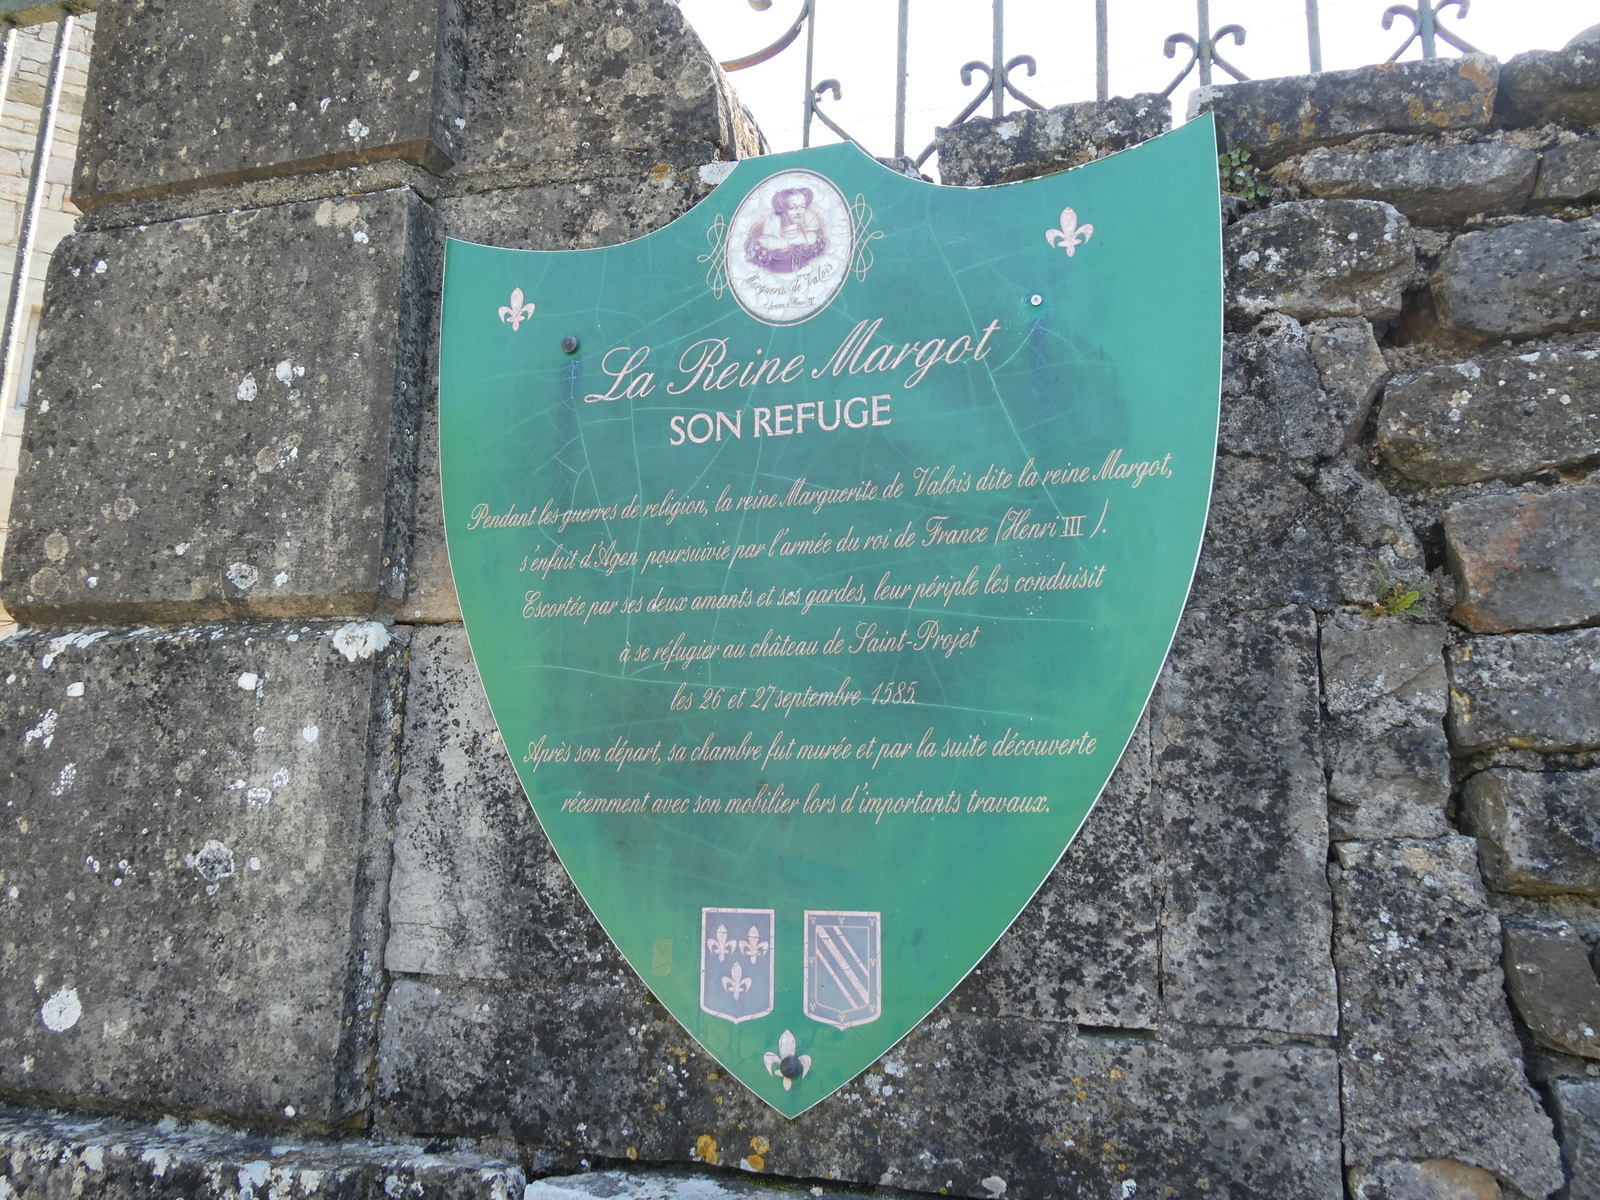 Marguerite de Valois
La Reine Margot
SON REFUGE
Pendant les guerres de religion, la reine Marguerite de Valois dite la reine Margot,
s'enfuit d'Agen poursuivie par l'armée du roi de France (Henri III).
Escortée par ses deux amants et ses gardes, leur périple les conduisit
à se réfugier au château de Saint-Projet
les 26 et 27 septembre 1585.
Après son départ, sa chambre fut murée et par la suite découverte
récemment avec son mobilier lors d'importants travaux.